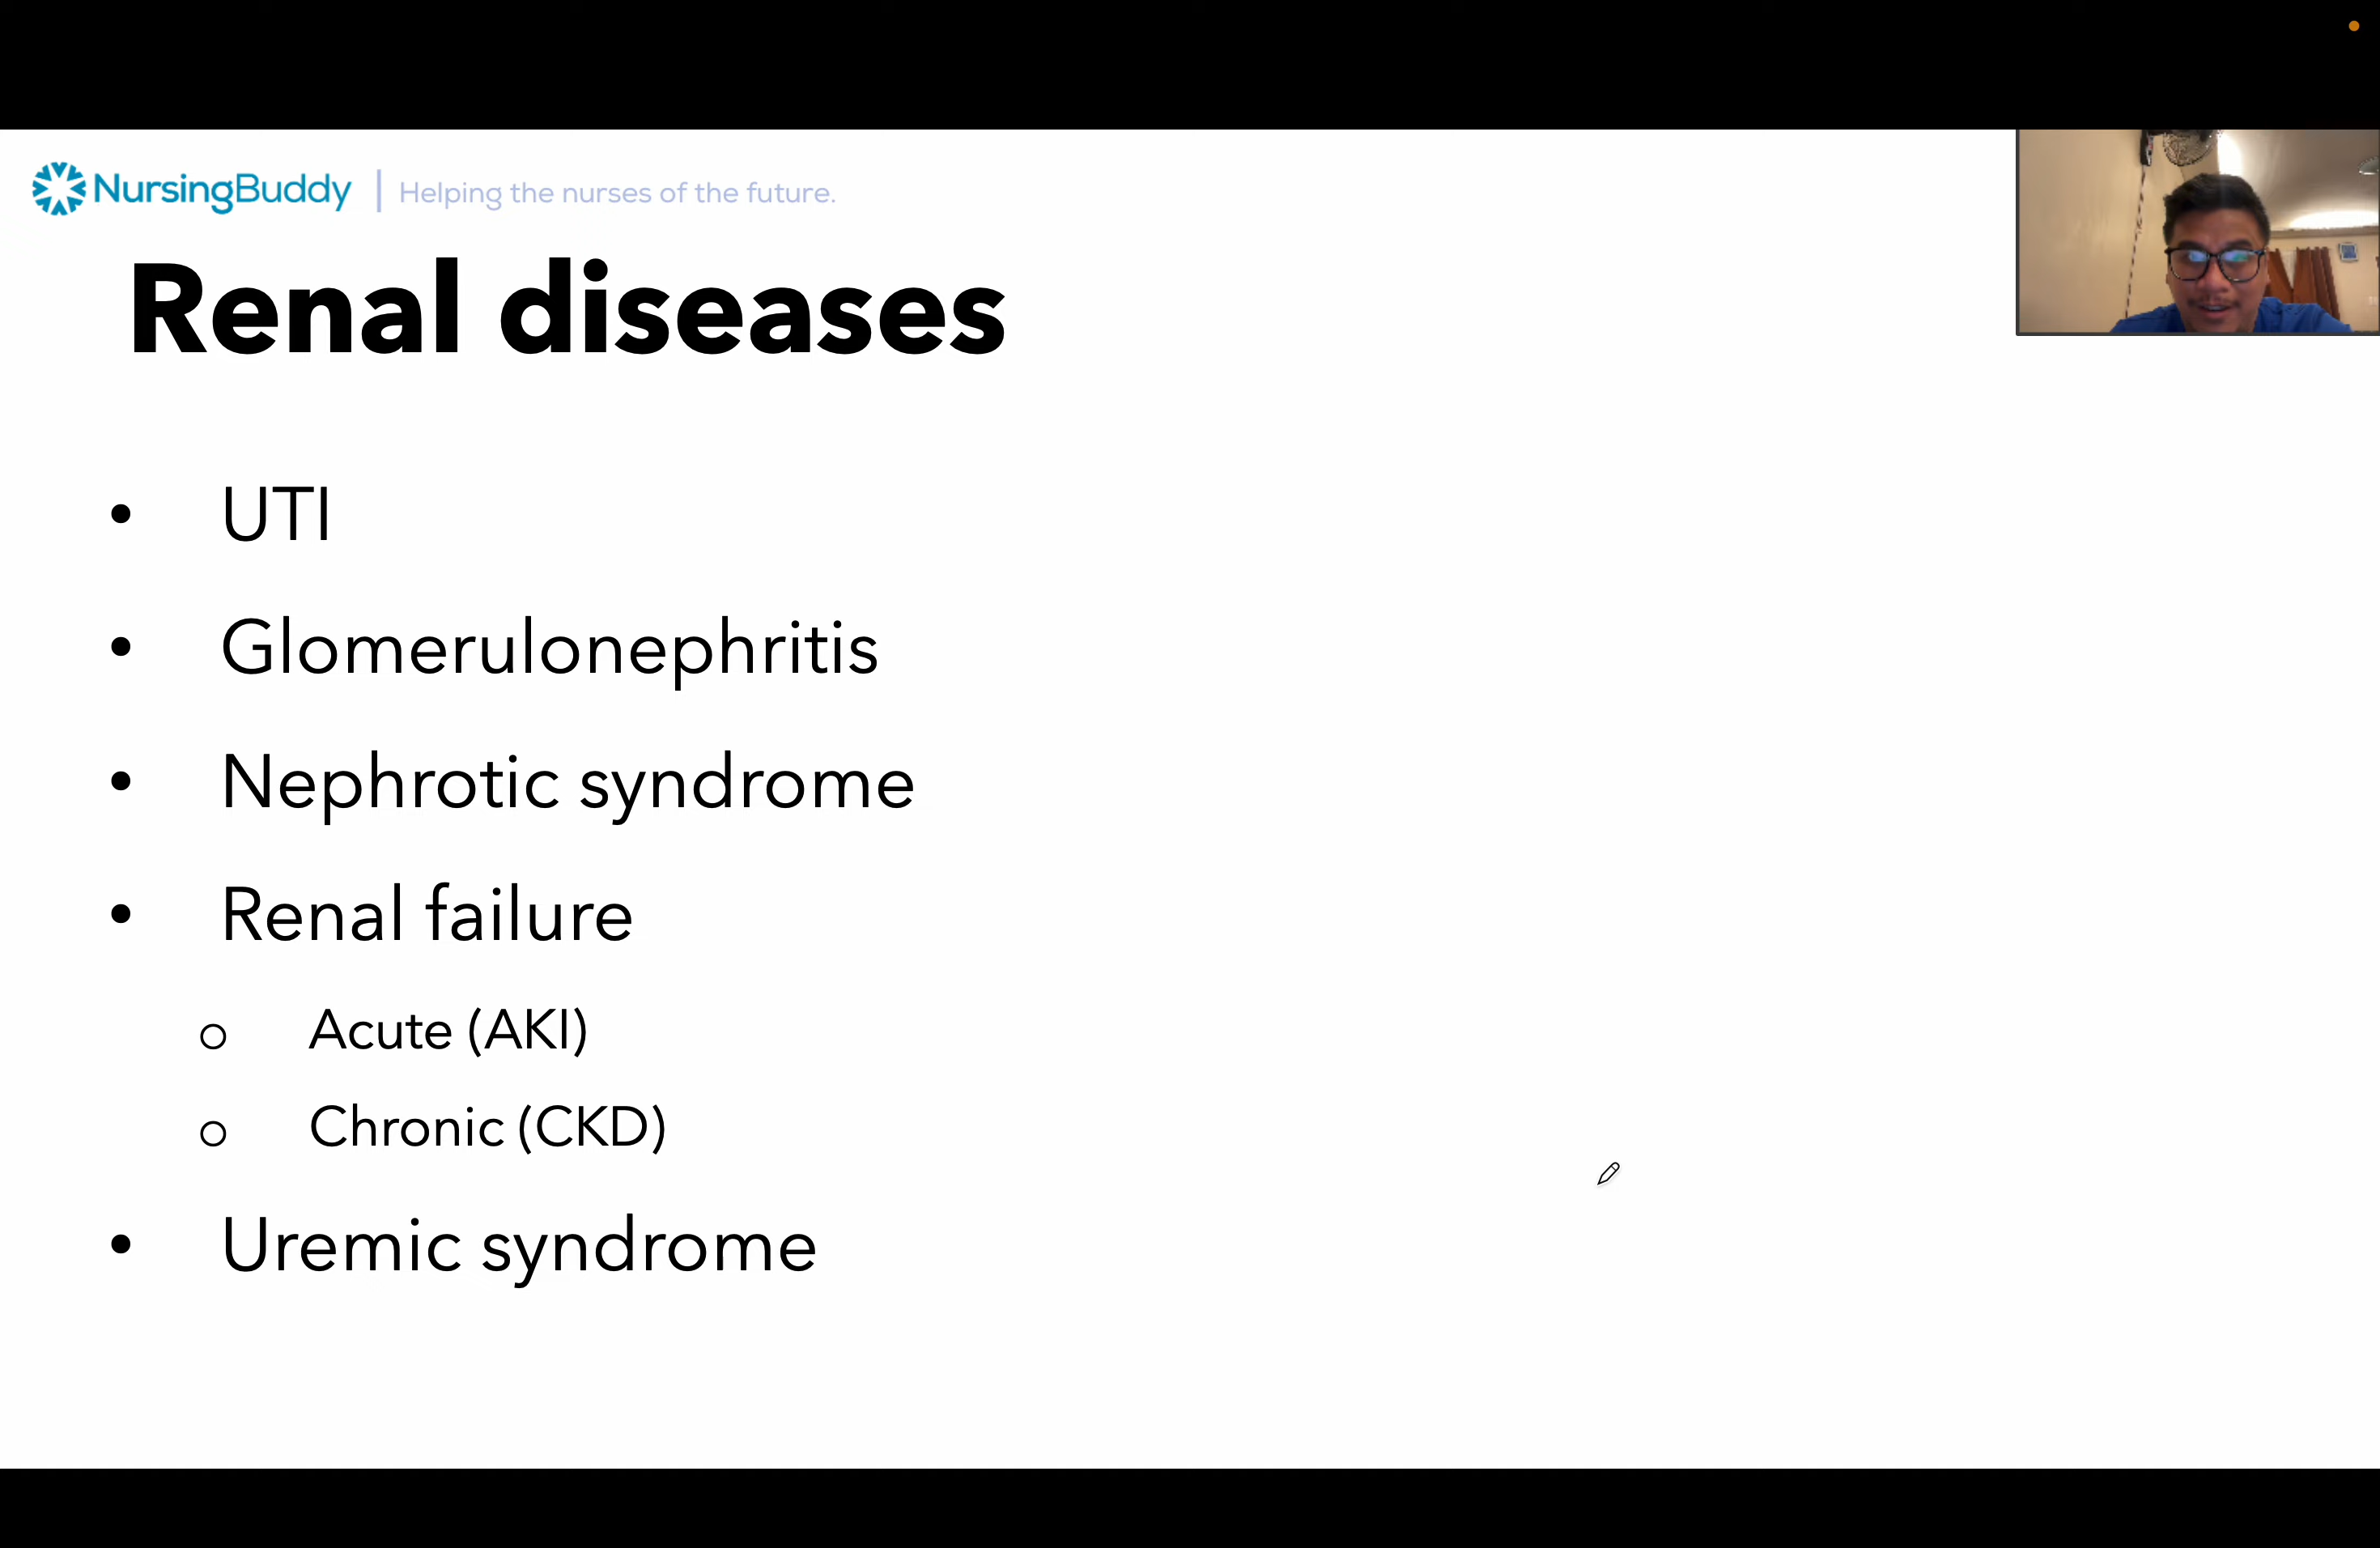 NursingBuddy | Helping the nurses of the future.
Renal diseases
• UTI
• Glomerulonephritis
• Nephrotic syndrome
• Renal failure
o Acute (AKI)
o Chronic (CKD)
• Uremic syndrome